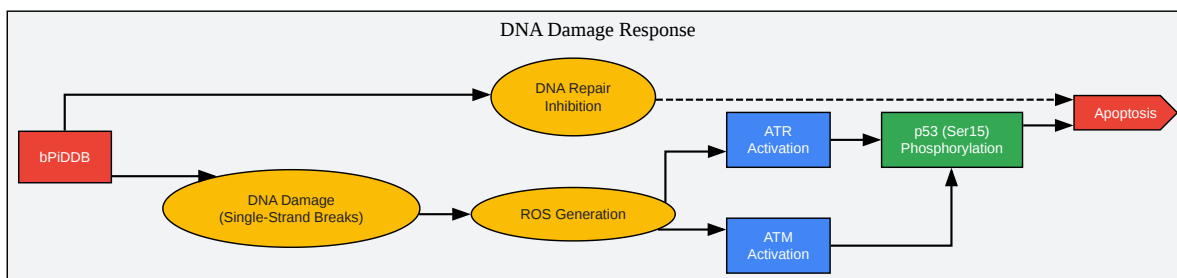 DNA Damage Response
DNA Repair
Inhibition
Apoptosis
ATR
Activation
p53 (Ser15)
Phosphorylation
bPiDDB
DNA Damage
(Single-Strand Breaks)
ROS Generation
ATM
Activation